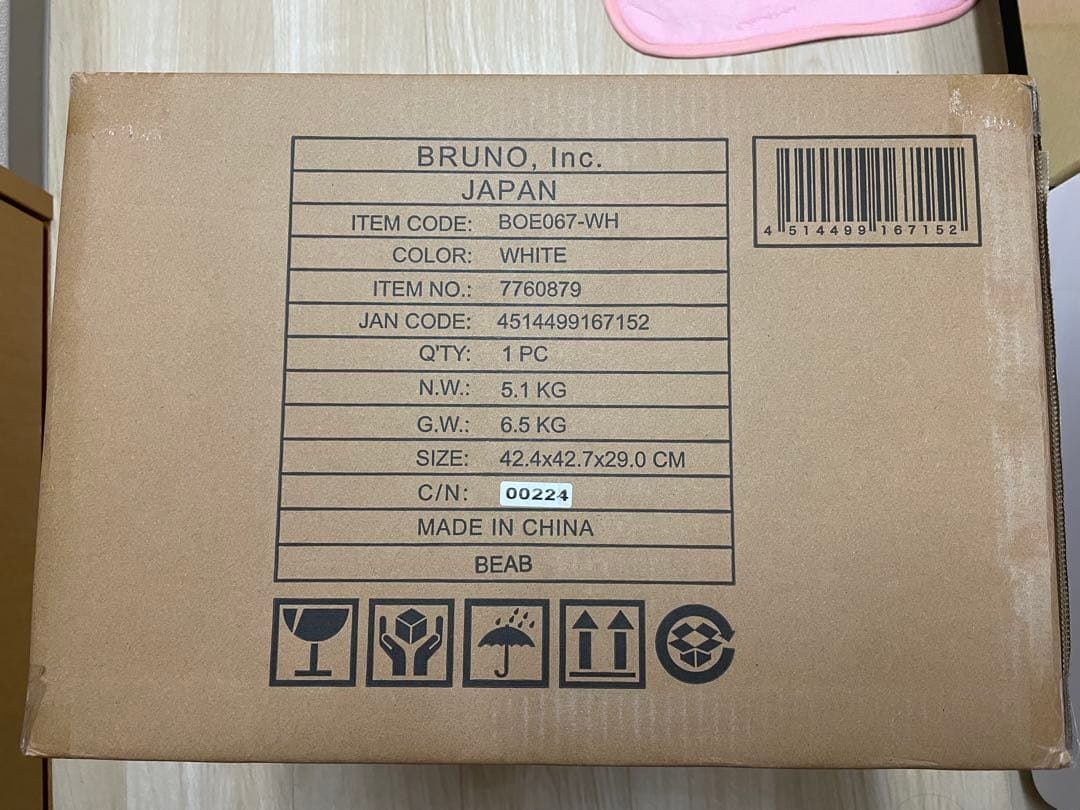 BRUNO, Inc.
JAPAN
ITEM CODE: BOE067-WH
COLOR: WHITE
ITEM NO.: 7760879
JAN CODE: 4514499167152
Q'TY: 1 PC
N.W.: 5.1 KG
G.W.: 6.5 KG
SIZE: 42.4x42.7x29.0 CM
C/N: 00224
MADE IN CHINA
BEAB
4 514499 167152